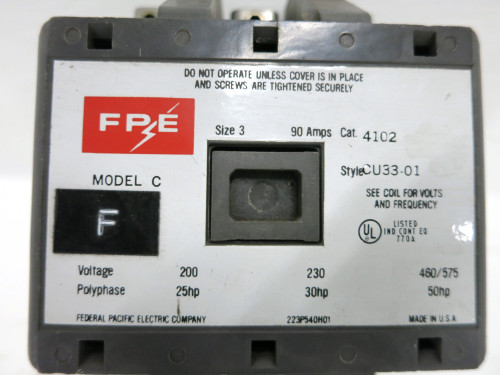 DO NOT OPERATE UNLESS COVER IS IN PLACE
AND SCREWS ARE TIGHTENED SECURELY
FPE
Size 3 90 Amps Cat. 4102
MODEL C
Style CU33-01
SEE COIL FOR VOLTS
AND FREQUENCY
F
UL LISTED
IND CONT EQ
770A
Voltage 200 230 460/575
Polyphase 25hp 30hp 50hp
FEDERAL PACIFIC ELECTRIC COMPANY 223P540H01 MADE IN U.S.A.